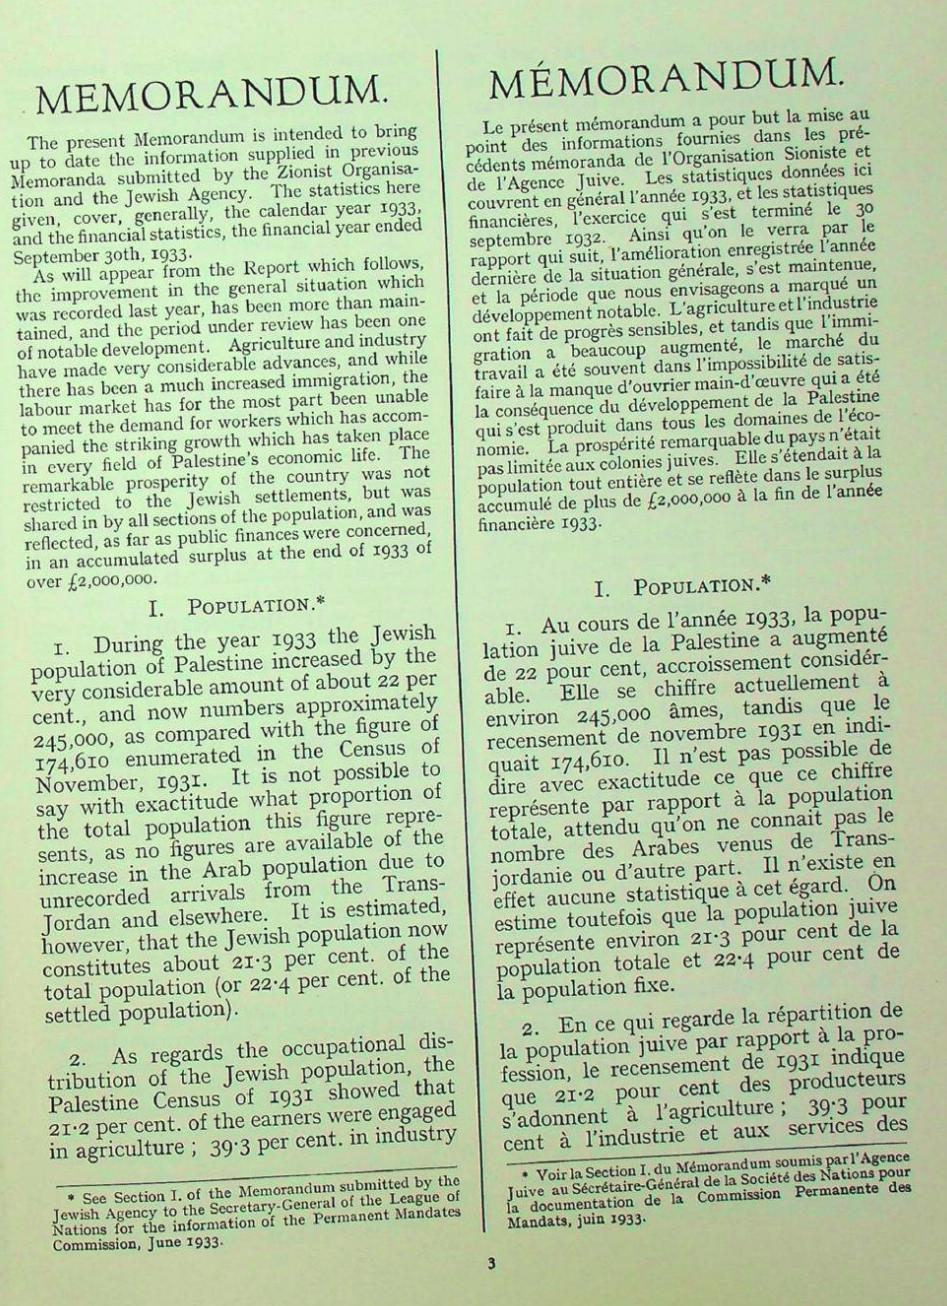 MEMORANDUM.
The present Memorandum is intended to bring
up to date the information supplied in previous
Memoranda submitted by the Zionist Organisa-
tion and the Jewish Agency. The statistics here
given, cover, generally, the calendar year 1933,
and the financial statistics, the financial year ended
September 30th, 1933.
As will appear from the Report which follows,
the improvement in the general situation which
was recorded last year, has been more than main-
tained, and the period under review has been one
of notable development. Agriculture and industry
have made very considerable advances, and while
there has been a much increased immigration, the
labour market has for the most part been unable
to meet the demand for workers which has accom-
panied the striking growth which has taken place
in every field of Palestine's economic life. The
remarkable prosperity of the country was not
restricted to the Jewish settlements, but was
shared in by all sections of the population, and was
reflected, as far as public finances were concerned,
in an accumulated surplus at the end of 1933 of
over £2,000,000.
I. POPULATION.*
1. During the year 1933 the Jewish
population of Palestine increased by the
very considerable amount of about 22 per
cent., and now numbers approximately
245,000, as compared with the figure of
174,610 enumerated in the Census of
November, 1931. It is not possible to
say with exactitude what proportion of
the total population this figure repre-
sents, as no figures are available of the
increase in the Arab population due to
unrecorded arrivals from the Trans-
Jordan and elsewhere. It is estimated,
however, that the Jewish population now
constitutes about 21·3 per cent. of the
total population (or 22·4 per cent. of the
settled population).
2. As regards the occupational dis-
tribution of the Jewish population, the
Palestine Census of 1931 showed that
21·2 per cent. of the earners were engaged
in agriculture ; 39·3 per cent. in industry
* See Section I. of the Memorandum submitted by the
Jewish Agency to the Secretary-General of the League of
Nations for the information of the Permanent Mandates
Commission, June 1933.
MÉMORANDUM.
Le présent mémorandum a pour but la mise au
point des informations fournies dans les pré-
cédents mémoranda de l'Organisation Sioniste et
de l'Agence Juive. Les statistiques données ici
couvrent en général l'année 1933, et les statistiques
financières, l'exercice qui s'est terminé le 30
septembre 1932. Ainsi qu'on le verra par le
rapport qui suit, l'amélioration enregistrée l'année
dernière de la situation générale, s'est maintenue,
et la période que nous envisageons a marqué un
développement notable. L'agriculture et l'industrie
ont fait de progrès sensibles, et tandis que l'immi-
gration a beaucoup augmenté, le marché du
travail a été souvent dans l'impossibilité de satis-
faire à la manque d'ouvrier main-d'œuvre qui a été
la conséquence du développement de la Palestine
qui s'est produit dans tous les domaines de l'éco-
nomie. La prospérité remarquable du pays n'était
pas limitée aux colonies juives. Elle s'étendait à la
population tout entière et se reflète dans le surplus
accumulé de plus de £2,000,000 à la fin de l'année
financière 1933.
I. POPULATION.*
1. Au cours de l'année 1933, la popu-
lation juive de la Palestine a augmenté
de 22 pour cent, accroissement considér-
able. Elle se chiffre actuellement à
environ 245,000 âmes, tandis que le
recensement de novembre 1931 en indi-
quait 174,610. Il n'est pas possible de
dire avec exactitude ce que ce chiffre
représente par rapport à la population
totale, attendu qu'on ne connait pas le
nombre des Arabes venus de Trans-
jordanie ou d'autre part. Il n'existe en
effet aucune statistique à cet égard. On
estime toutefois que la population juive
représente environ 21·3 pour cent de la
population totale et 22·4 pour cent de
la population fixe.
2. En ce qui regarde la répartition de
la population juive par rapport à la pro-
fession, le recensement de 1931 indique
que 21·2 pour cent des producteurs
s'adonnent à l'agriculture ; 39·3 pour
cent à l'industrie et aux services des
* Voir la Section I. du Mémorandum soumis par l'Agence
Juive au Sécrétaire-Général de la Société des Nations pour
la documentation de la Commission Permanente des
Mandats, juin 1933.
3